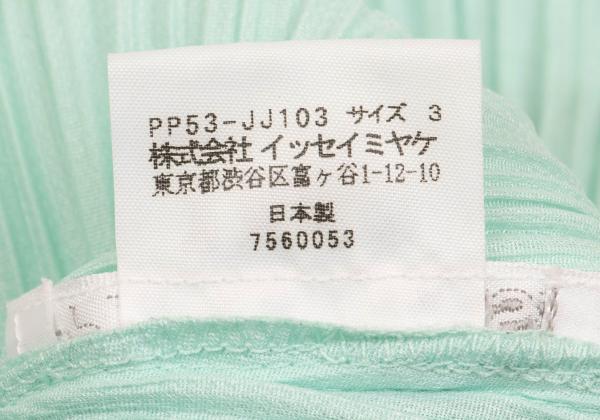 PP53-JJ103 サイズ 3
株式会社 イッセイミヤケ
東京都渋谷区富ヶ谷1-12-10
日本製
7560053